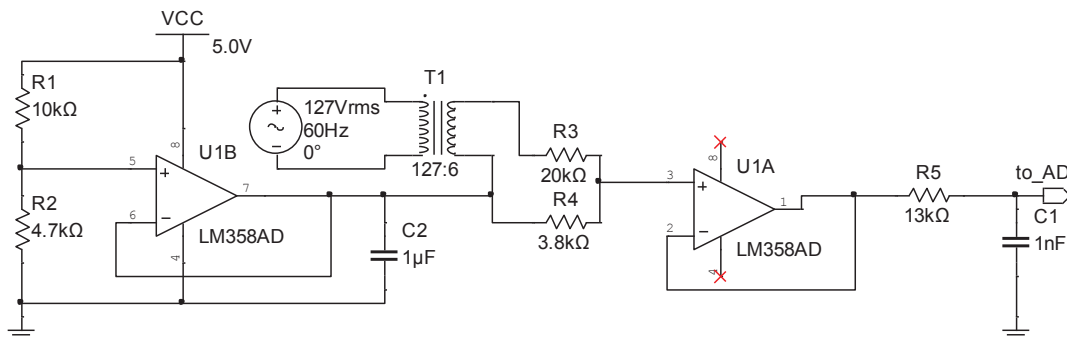 VCC
5.0V
R1
10kΩ
R2
4.7kΩ
8
5
6
7
4
U1B
LM358AD
127Vrms
60Hz
0°
T1
127:6
C2
1µF
R3
20kΩ
R4
3.8kΩ
8
3
2
1
4
U1A
LM358AD
R5
13kΩ
to_AD
C1
1nF